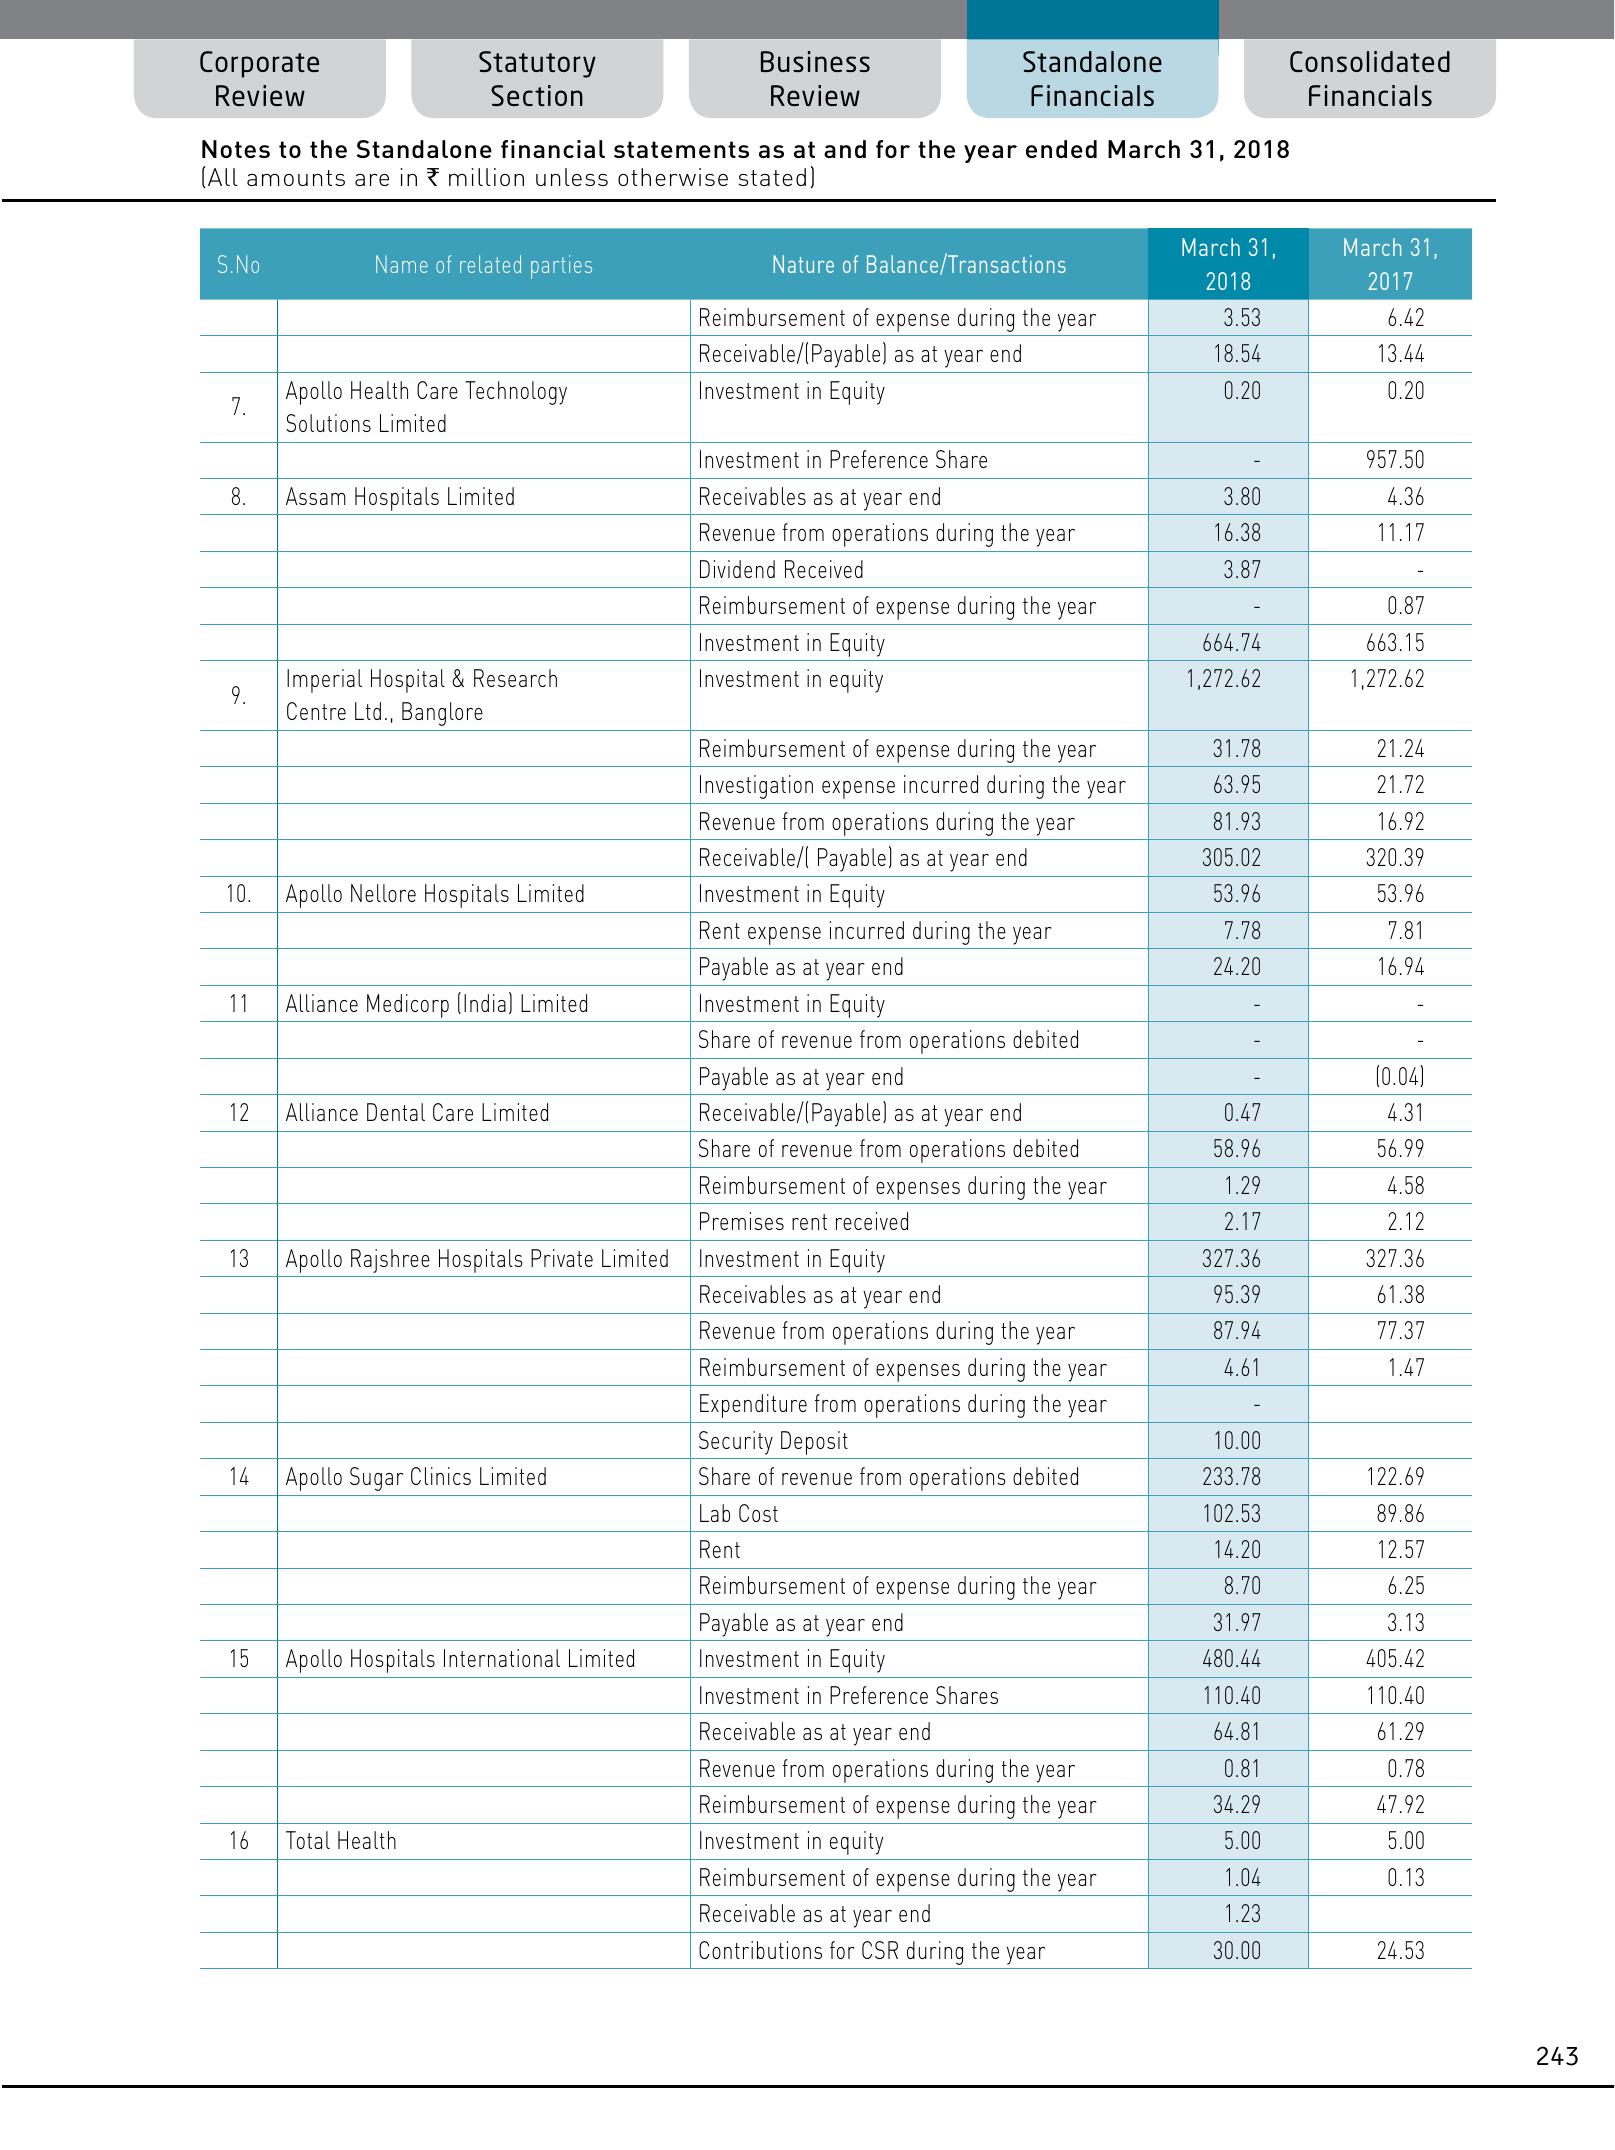 Corporate Review
Statutory Section
Business Review
Standalone Financials
Consolidated Financials
Notes to the Standalone financial statements as at and for the year ended March 31, 2018
(All amounts are in ₹ million unless otherwise stated)
S.No Name of related parties Nature of Balance/Transactions March 31, 2018 March 31, 2017
Reimbursement of expense during the year 3.53 6.42
Receivable/(Payable) as at year end 18.54 13.44
7. Apollo Health Care Technology Solutions Limited Investment in Equity 0.20 0.20
Investment in Preference Share - 957.50
8. Assam Hospitals Limited Receivables as at year end 3.80 4.36
Revenue from operations during the year 16.38 11.17
Dividend Received 3.87 -
Reimbursement of expense during the year - 0.87
Investment in Equity 664.74 663.15
9. Imperial Hospital & Research Centre Ltd., Banglore Investment in equity 1,272.62 1,272.62
Reimbursement of expense during the year 31.78 21.24
Investigation expense incurred during the year 63.95 21.72
Revenue from operations during the year 81.93 16.92
Receivable/( Payable) as at year end 305.02 320.39
10. Apollo Nellore Hospitals Limited Investment in Equity 53.96 53.96
Rent expense incurred during the year 7.78 7.81
Payable as at year end 24.20 16.94
11 Alliance Medicorp (India) Limited Investment in Equity - -
Share of revenue from operations debited - -
Payable as at year end - (0.04)
12 Alliance Dental Care Limited Receivable/(Payable) as at year end 0.47 4.31
Share of revenue from operations debited 58.96 56.99
Reimbursement of expenses during the year 1.29 4.58
Premises rent received 2.17 2.12
13 Apollo Rajshree Hospitals Private Limited Investment in Equity 327.36 327.36
Receivables as at year end 95.39 61.38
Revenue from operations during the year 87.94 77.37
Reimbursement of expenses during the year 4.61 1.47
Expenditure from operations during the year -
Security Deposit 10.00
14 Apollo Sugar Clinics Limited Share of revenue from operations debited 233.78 122.69
Lab Cost 102.53 89.86
Rent 14.20 12.57
Reimbursement of expense during the year 8.70 6.25
Payable as at year end 31.97 3.13
15 Apollo Hospitals International Limited Investment in Equity 480.44 405.42
Investment in Preference Shares 110.40 110.40
Receivable as at year end 64.81 61.29
Revenue from operations during the year 0.81 0.78
Reimbursement of expense during the year 34.29 47.92
16 Total Health Investment in equity 5.00 5.00
Reimbursement of expense during the year 1.04 0.13
Receivable as at year end 1.23
Contributions for CSR during the year 30.00 24.53
243